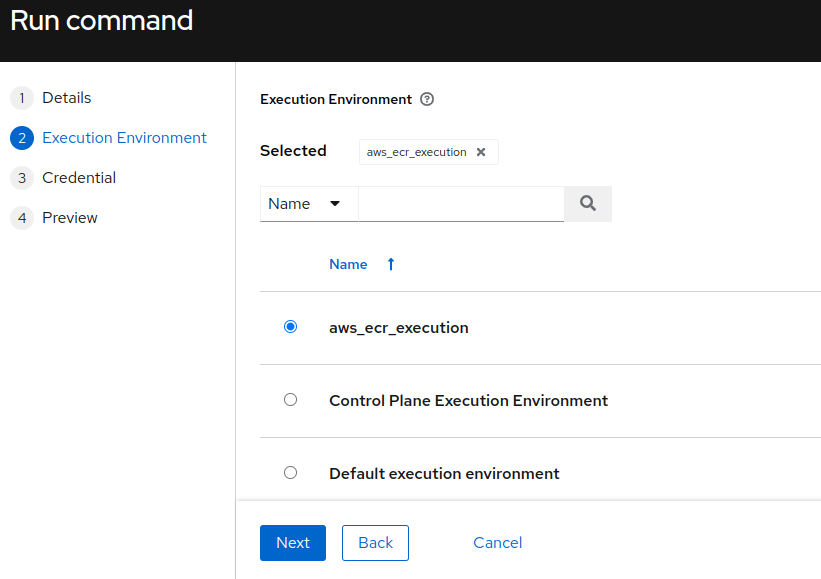 Run command
1 Details
2 Execution Environment
3 Credential
4 Preview
Execution Environment ?
Selected aws_ecr_execution
Name
Name
aws_ecr_execution
Control Plane Execution Environment
Default execution environment
Next Back Cancel